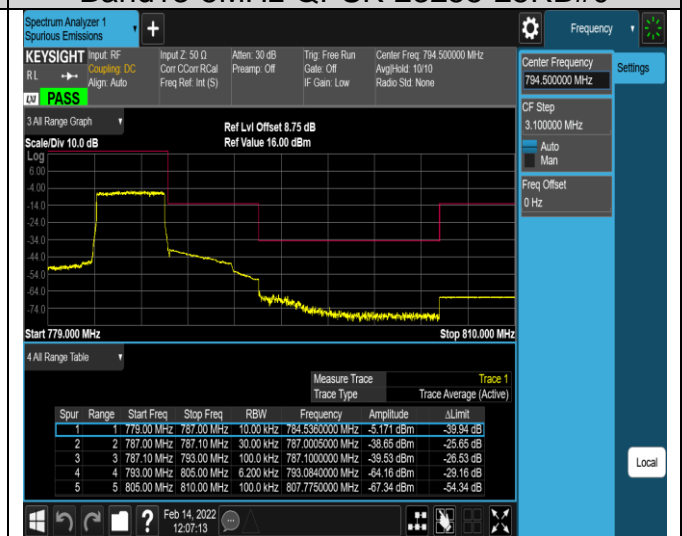 Spectrum Analyzer 1
Spurious Emissions
+
Frequency
KEYSIGHT
Input: RF
Coupling: DC
Align: Auto
Input Z: 50 Ω
Corr CCorr RCal
Freq Ref: Int (S)
Atten: 30 dB
Preamp: Off
Trig: Free Run
Gate: Off
IF Gain: Low
Center Freq: 794.500000 MHz
Avg|Hold: 10/10
Radio Std: None
R L
LXI
PASS
Center Frequency
794.500000 MHz
Settings
CF Step
3.100000 MHz
Auto
Man
Freq Offset
0 Hz
3 All Range Graph
Scale/Div 10.0 dB
Ref Lvl Offset 8.75 dB
Ref Value 16.00 dBm
Log
6.00
-4.00
-14.0
-24.0
-34.0
-44.0
-54.0
-64.0
-74.0
Start 779.000 MHz
Stop 810.000 MHz
4 All Range Table
Measure Trace Trace 1
Trace Type Trace Average (Active)
Spur Range Start Freq Stop Freq RBW Frequency Amplitude ΔLimit
1 1 779.00 MHz 787.00 MHz 10.00 kHz 784.5360000 MHz -5.171 dBm -39.94 dB
2 2 787.00 MHz 787.10 MHz 30.00 kHz 787.0005000 MHz -38.65 dBm -25.65 dB
3 3 787.10 MHz 793.00 MHz 100.0 kHz 787.1000000 MHz -39.53 dBm -26.53 dB
4 4 793.00 MHz 805.00 MHz 6.200 kHz 793.0840000 MHz -64.16 dBm -29.16 dB
5 5 805.00 MHz 810.00 MHz 100.0 kHz 807.7750000 MHz -67.34 dBm -54.34 dB
Local
?
Feb 14, 2022
12:07:13